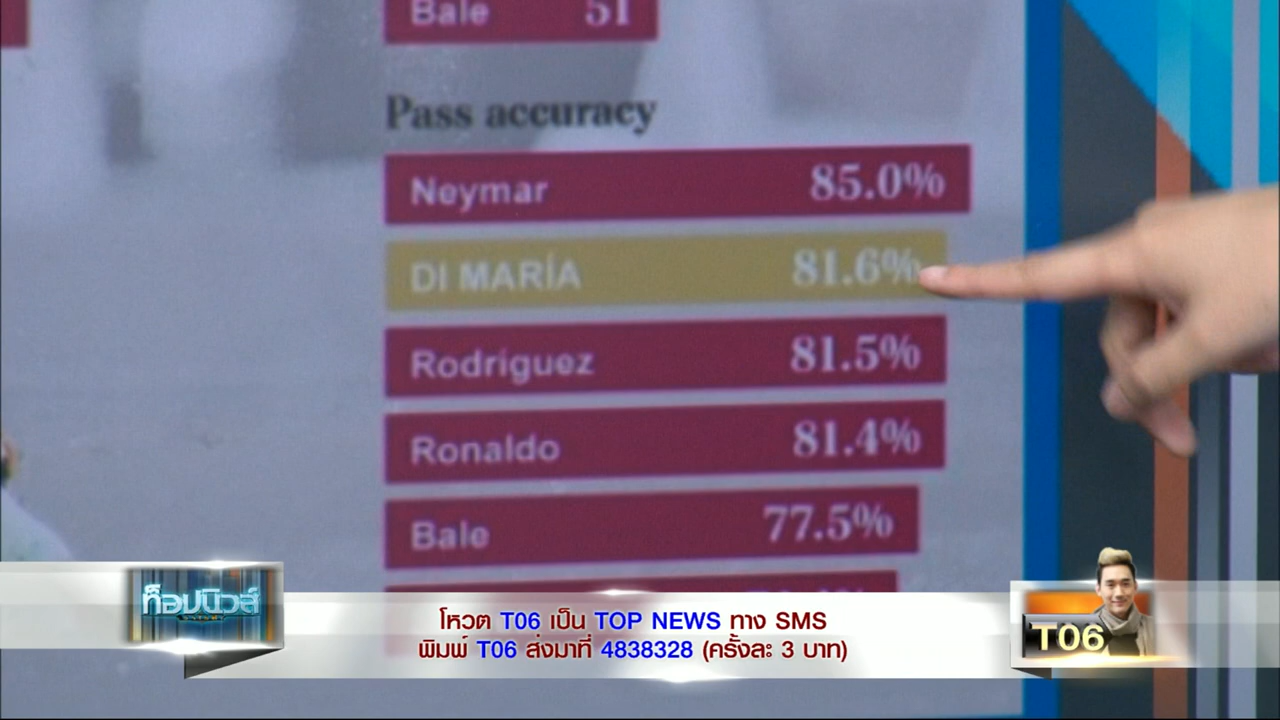 Bale 51
Pass accuracy
Neymar 85.0%
DI MARÍA 81.6%
Rodriguez 81.5%
Ronaldo 81.4%
Bale 77.5%
ท็อปนิวส์
โหวต T06 เป็น TOP NEWS ทาง SMS
พิมพ์ T06 ส่งมาที่ 4838328 (ครั้งละ 3 บาท)
T06